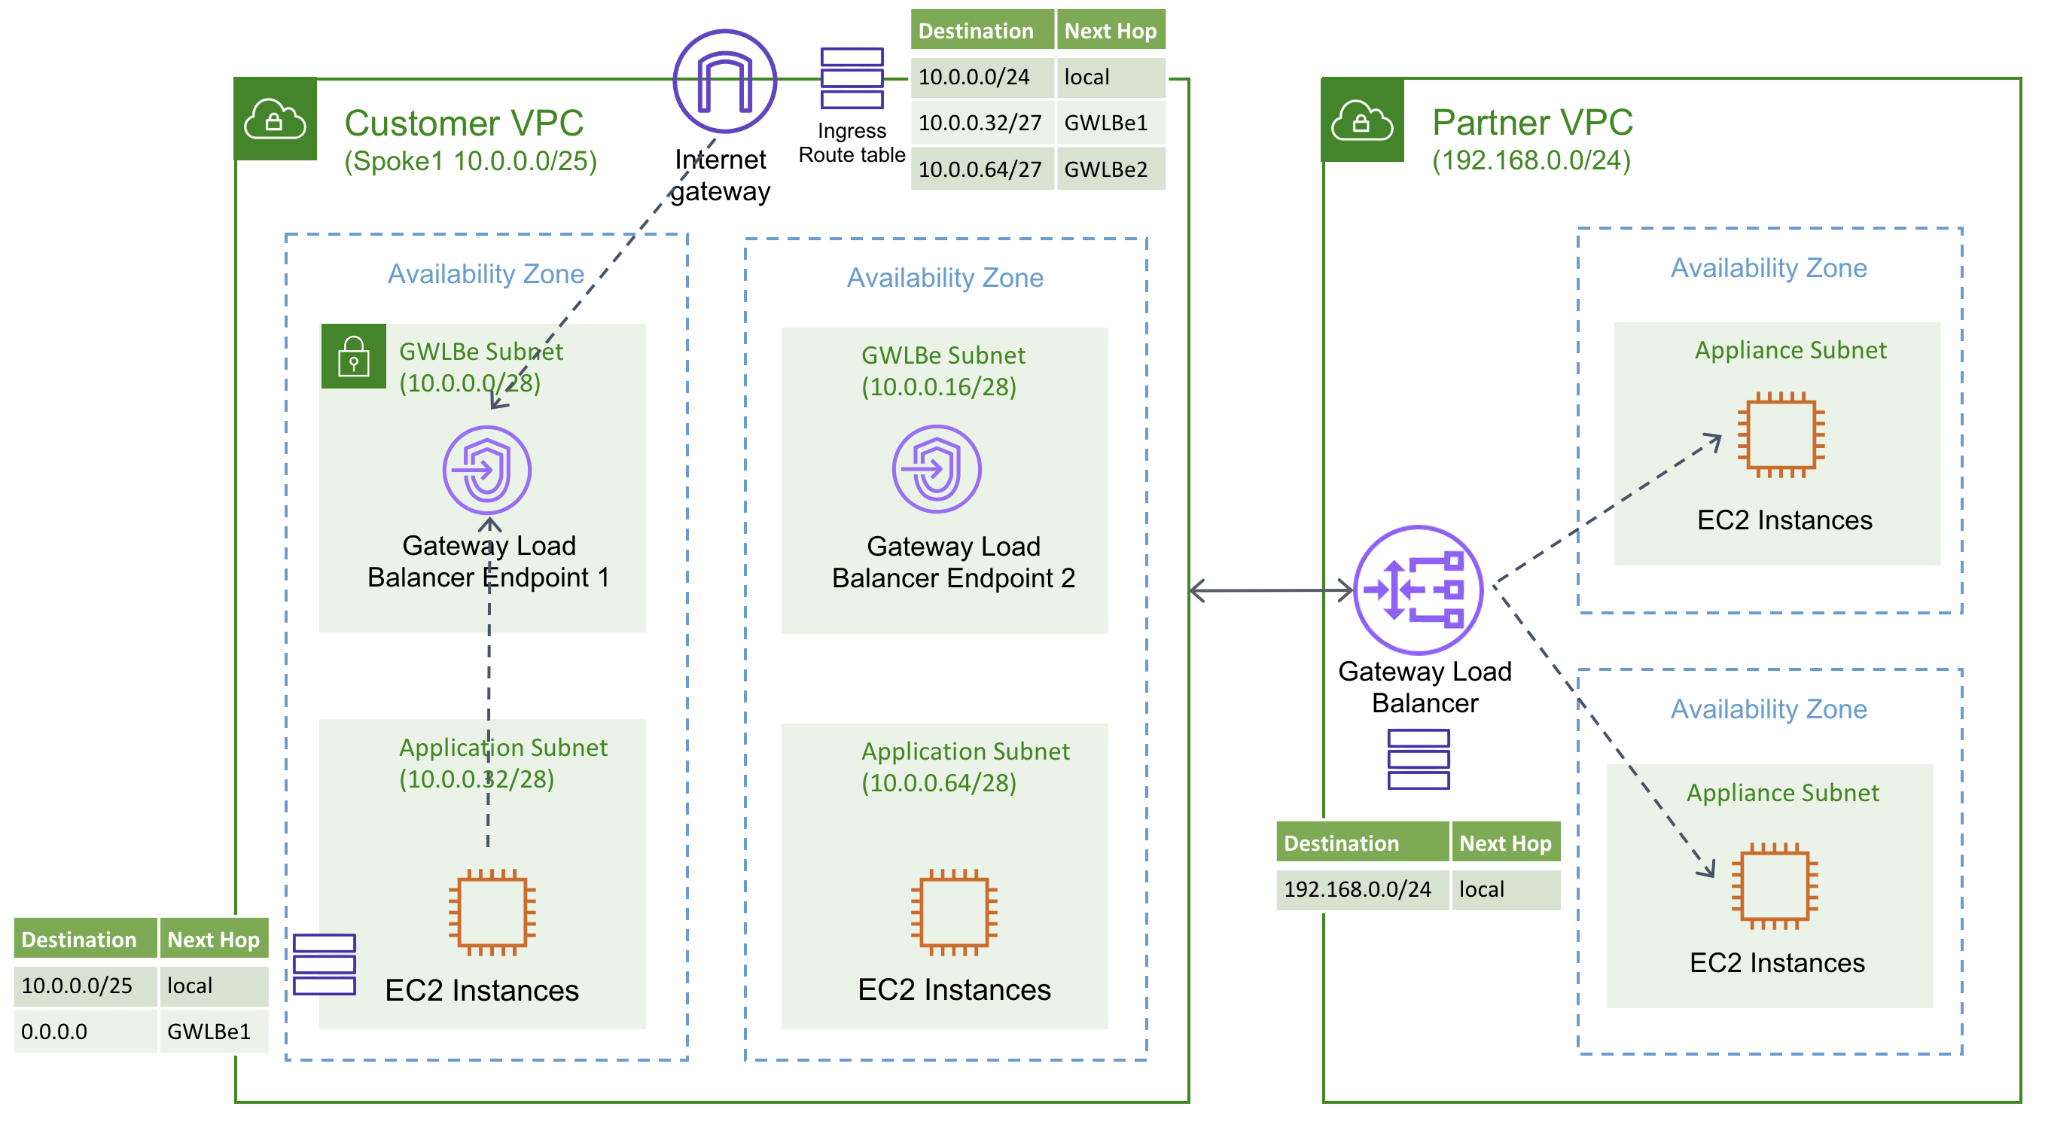 Destination Next Hop
10.0.0.0/24 local
10.0.0.32/27 GWLBe1
10.0.0.64/27 GWLBe2
Ingress
Route table
Internet
gateway
Customer VPC
(Spoke1 10.0.0.0/25)
Availability Zone
GWLBe Subnet
(10.0.0.0/28)
Gateway Load
Balancer Endpoint 1
Application Subnet
(10.0.0.32/28)
EC2 Instances
Destination Next Hop
10.0.0.0/25 local
0.0.0.0 GWLBe1
Availability Zone
GWLBe Subnet
(10.0.0.16/28)
Gateway Load
Balancer Endpoint 2
Application Subnet
(10.0.0.64/28)
EC2 Instances
Partner VPC
(192.168.0.0/24)
Gateway Load
Balancer
Destination Next Hop
192.168.0.0/24 local
Availability Zone
Appliance Subnet
EC2 Instances
Availability Zone
Appliance Subnet
EC2 Instances